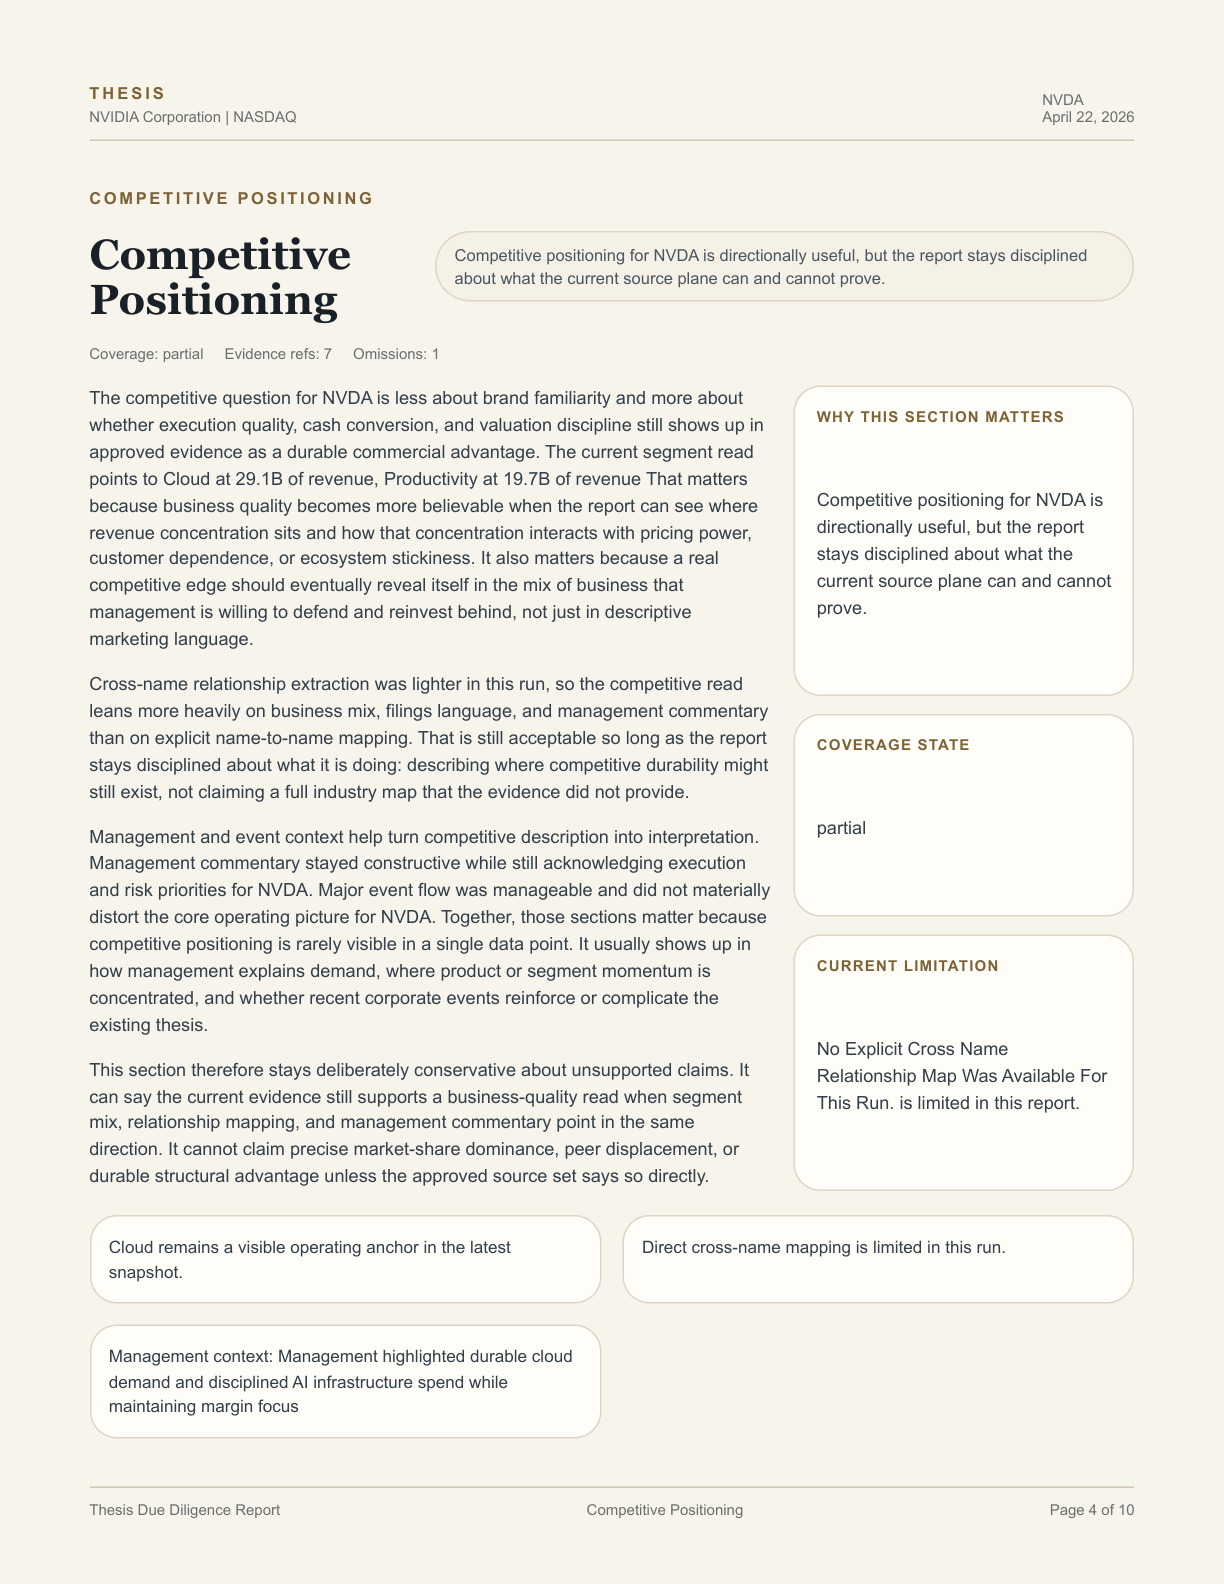 THESIS
NVIDIA Corporation | NASDAQ
NVDA
April 22, 2026
COMPETITIVE POSITIONING
Competitive
Positioning
Competitive positioning for NVDA is directionally useful, but the report stays disciplined
about what the current source plane can and cannot prove.
Coverage: partial Evidence refs: 7 Omissions: 1
The competitive question for NVDA is less about brand familiarity and more about
whether execution quality, cash conversion, and valuation discipline still shows up in
approved evidence as a durable commercial advantage. The current segment read
points to Cloud at 29.1B of revenue, Productivity at 19.7B of revenue That matters
because business quality becomes more believable when the report can see where
revenue concentration sits and how that concentration interacts with pricing power,
customer dependence, or ecosystem stickiness. It also matters because a real
competitive edge should eventually reveal itself in the mix of business that
management is willing to defend and reinvest behind, not just in descriptive
marketing language.
Cross-name relationship extraction was lighter in this run, so the competitive read
leans more heavily on business mix, filings language, and management commentary
than on explicit name-to-name mapping. That is still acceptable so long as the report
stays disciplined about what it is doing: describing where competitive durability might
still exist, not claiming a full industry map that the evidence did not provide.
Management and event context help turn competitive description into interpretation.
Management commentary stayed constructive while still acknowledging execution
and risk priorities for NVDA. Major event flow was manageable and did not materially
distort the core operating picture for NVDA. Together, those sections matter because
competitive positioning is rarely visible in a single data point. It usually shows up in
how management explains demand, where product or segment momentum is
concentrated, and whether recent corporate events reinforce or complicate the
existing thesis.
This section therefore stays deliberately conservative about unsupported claims. It
can say the current evidence still supports a business-quality read when segment
mix, relationship mapping, and management commentary point in the same
direction. It cannot claim precise market-share dominance, peer displacement, or
durable structural advantage unless the approved source set says so directly.
WHY THIS SECTION MATTERS
Competitive positioning for NVDA is
directionally useful, but the report
stays disciplined about what the
current source plane can and cannot
prove.
COVERAGE STATE
partial
CURRENT LIMITATION
No Explicit Cross Name
Relationship Map Was Available For
This Run. is limited in this report.
Cloud remains a visible operating anchor in the latest
snapshot.
Direct cross-name mapping is limited in this run.
Management context: Management highlighted durable cloud
demand and disciplined AI infrastructure spend while
maintaining margin focus
Thesis Due Diligence Report
Competitive Positioning
Page 4 of 10